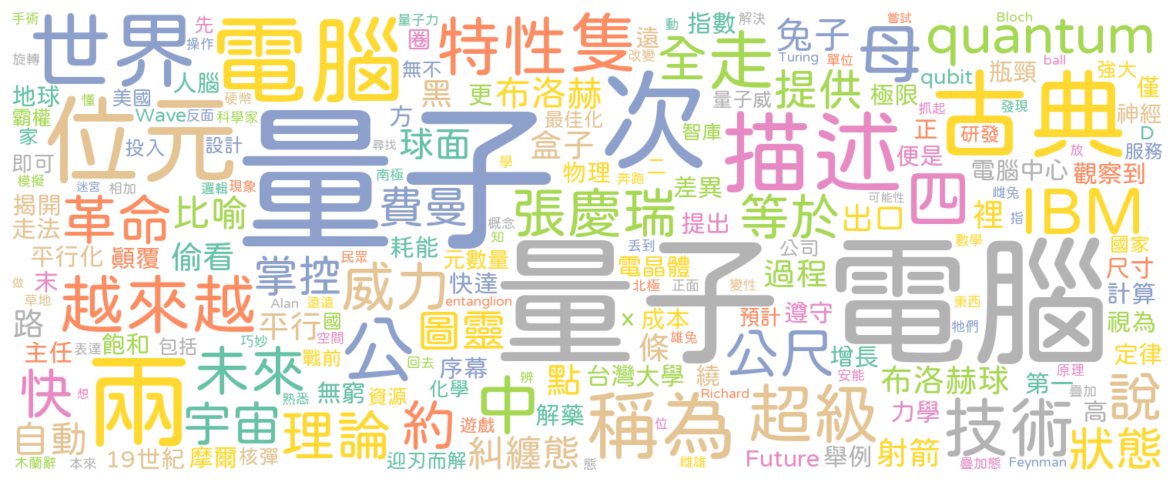 手術
世界
電腦
先
量子力
圈
特性
隻
動
指數
解決
嘗試
兔子
母
Bloch
quantum
操作
旋轉
人腦
無不
黑
遠
改變
全走
Turing
單位
ball
qubit
瓶頸
強大
僅
地球
懂
美國
硬幣
更
布洛赫
次
量子威
提供
極限
抓起
發現
神經
霸權
位元
Wave
反面
科學家
方
最佳化
智庫
描述
古典
D
家
投入
設計
量子
尋找
球面
盒子
正
研發
服務
即可
邏輯
現象
南極
學
奔跑
物理
二
便是
電腦中心
觀察到
模擬
迷宮
相加
費曼
張慶瑞
差異
四
可能性
雌兔
揭開
革命
比喻
概念
提出
等於
出口
裡
指
IBM
走法
平行化
顛覆
偷看
耗能
知
元數量
丟到
公司
數學
國家
末
民眾
掌控
威力
快達
電晶體
量子電腦
過程
尺寸
做
越來越
北極
正面
變性
東西
計算
草地
Alan
遠遠
entanglion
x
成本
預計
遵守
牠們
視為
路
平行
國
圖靈
條
雄兔
飽和
包括
空間
公
公尺
原理
主任
表達
巧妙
戰前
回去
序幕
增長
定律
快
想
兩
未來
無窮
化學
點
台灣大學
繞
安能
布洛赫球
第一
熟悉
資源
中
辨
解藥
Richard
疊加
自動
宇宙
理論
約
遊戲
稱為
超級
力學
技術
高
說
木蘭辭
本來
19世紀
摩爾
核彈
迎刃而解
糾纏態
態
雌雄
位
Future
舉例
射箭
疊加態
Feynman
狀態
放